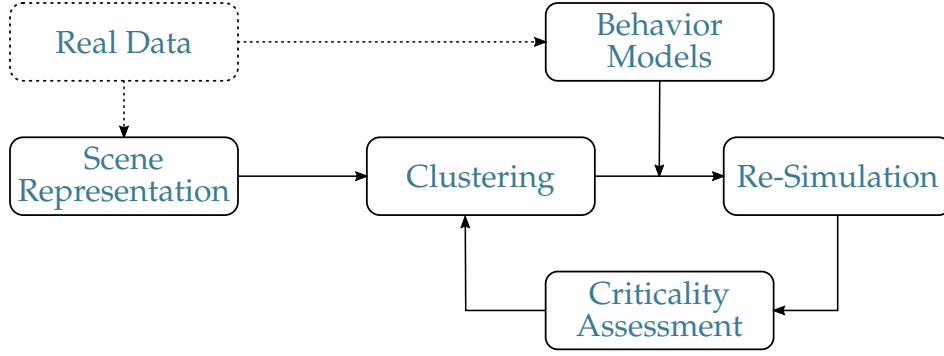 Real Data
Behavior
Models
Scene
Representation
Clustering
Re-Simulation
Criticality
Assessment